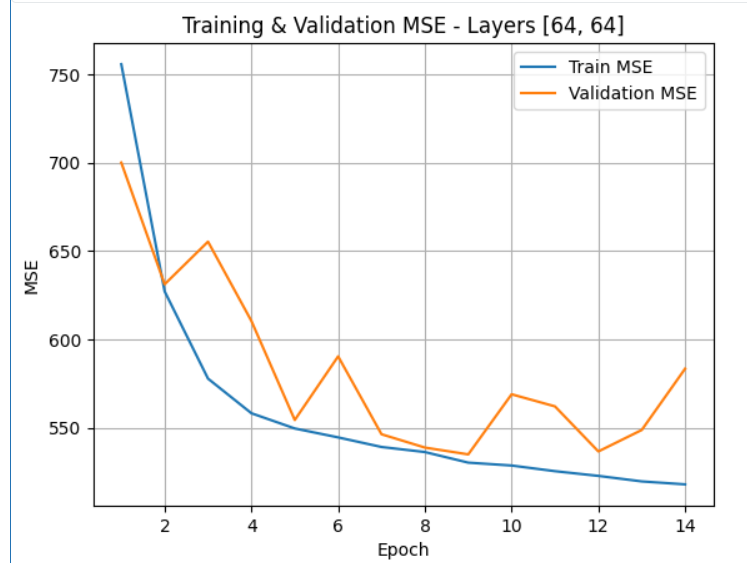 Training & Validation MSE - Layers [64, 64]
Train MSE
Validation MSE
750
700
650
600
550
MSE
2 4 6 8 10 12 14
Epoch